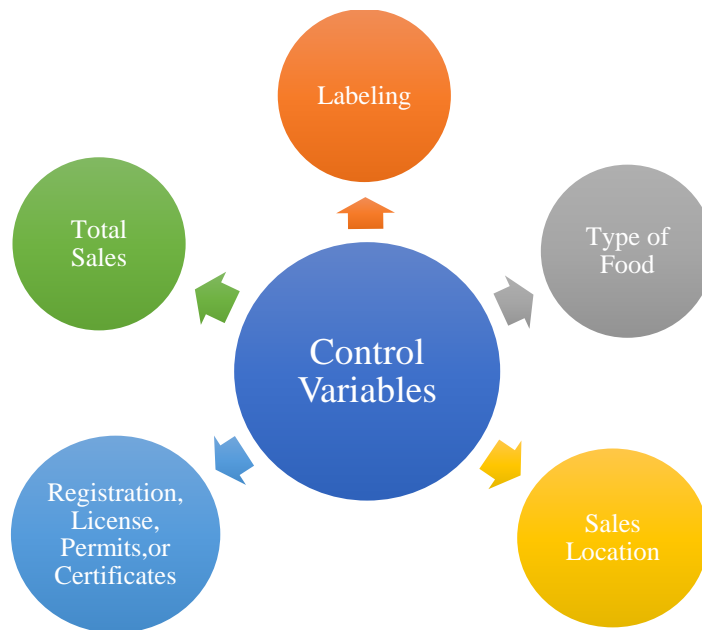 Labeling
Total
Sales
Type of
Food
Control
Variables
Registration,
License,
Permits,or
Certificates
Sales
Location